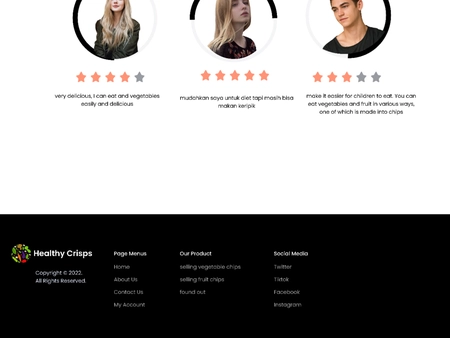 very delicious, I can eat and vegetables
easily and delicious
mudahkan saya untuk diet tapi masih bisa
makan keripik
make it easier for children to eat. You can
eat vegetables and fruit in various ways,
one of which is made into chips
Healthy Crisps
Copyright © 2022.
All Rights Reserved.
Page Menus
Home
About Us
Contact Us
My Account
Our Product
selling vegetable chips
selling fruit chips
found out
Social Media
Twitter
Tiktok
Facebook
Instagram